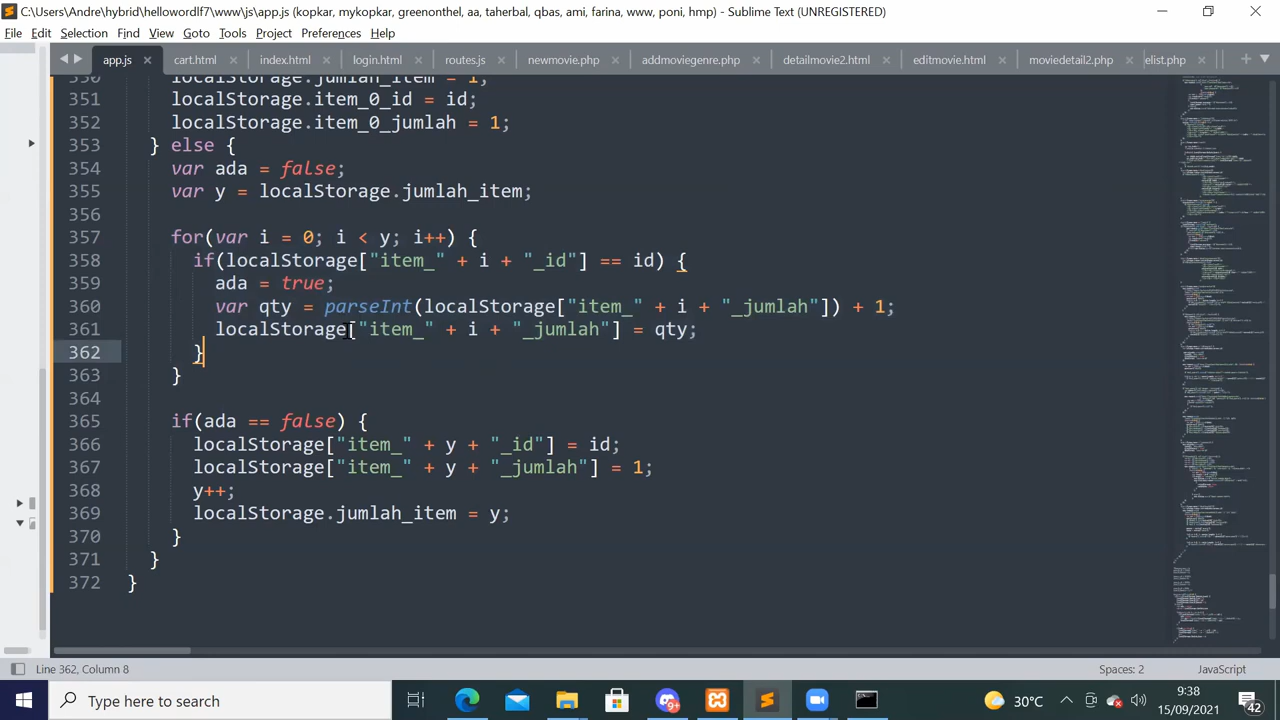 C:\Users\Andre\hybrid\helloworldlf7\www\js\app.js (kopkar, mykopkar, greenotehel, aa, taherbal, qbas, ami, farina, www, poni, hmp) - Sublime Text (UNREGISTERED)
File Edit Selection Find View Goto Tools Project Preferences Help
app.js cart.html index.html login.html routes.js newmovie.php addmoviegenre.php detailmovie2.html editmovie.html moviedetail2.php elist.php
350 localStorage.jumlah_item = 1;
351 localStorage.item_0_id = id;
352 localStorage.item_0_jumlah = 1;
353 } else {
354 var ada = false;
355 var y = localStorage.jumlah_item;
356
357 for(var i = 0; i < y; i++) {
358 if(localStorage["item_" + i + "_id"] == id) {
359 ada = true;
360 var qty = parseInt(localStorage["item_" + i + "_jumlah"]) + 1;
361 localStorage["item_" + i + "_jumlah"] = qty;
362 }
363 }
364
365 if(ada == false) {
366 localStorage["item_" + y + "_id"] = id;
367 localStorage["item_" + y + "_jumlah"] = 1;
368 y++;
369 localStorage.jumlah_item = y;
370 }
371 }
372 }
Line 362, Column 8 Spaces: 2 JavaScript
Type here to search 30°C 9:38
15/09/2021 42